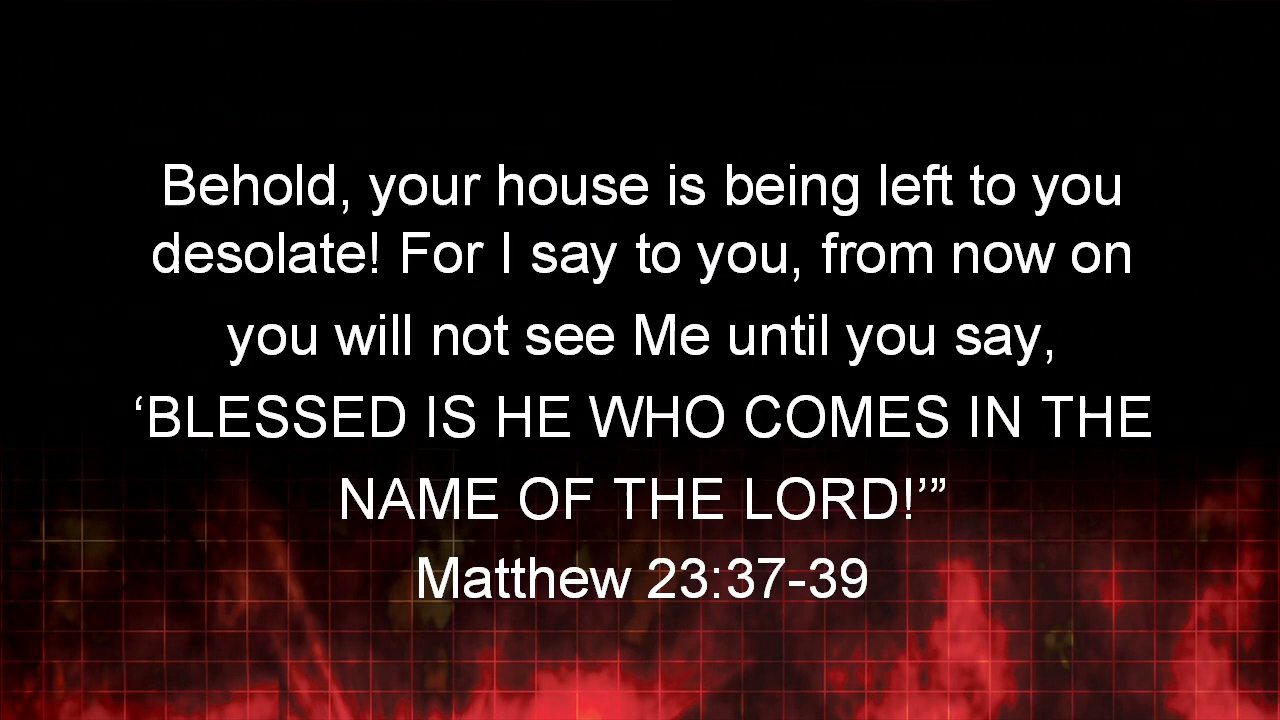 Behold, your house is being left to you
desolate! For I say to you, from now on
you will not see Me until you say,
‘BLESSED IS HE WHO COMES IN THE
NAME OF THE LORD!’”
Matthew 23:37-39